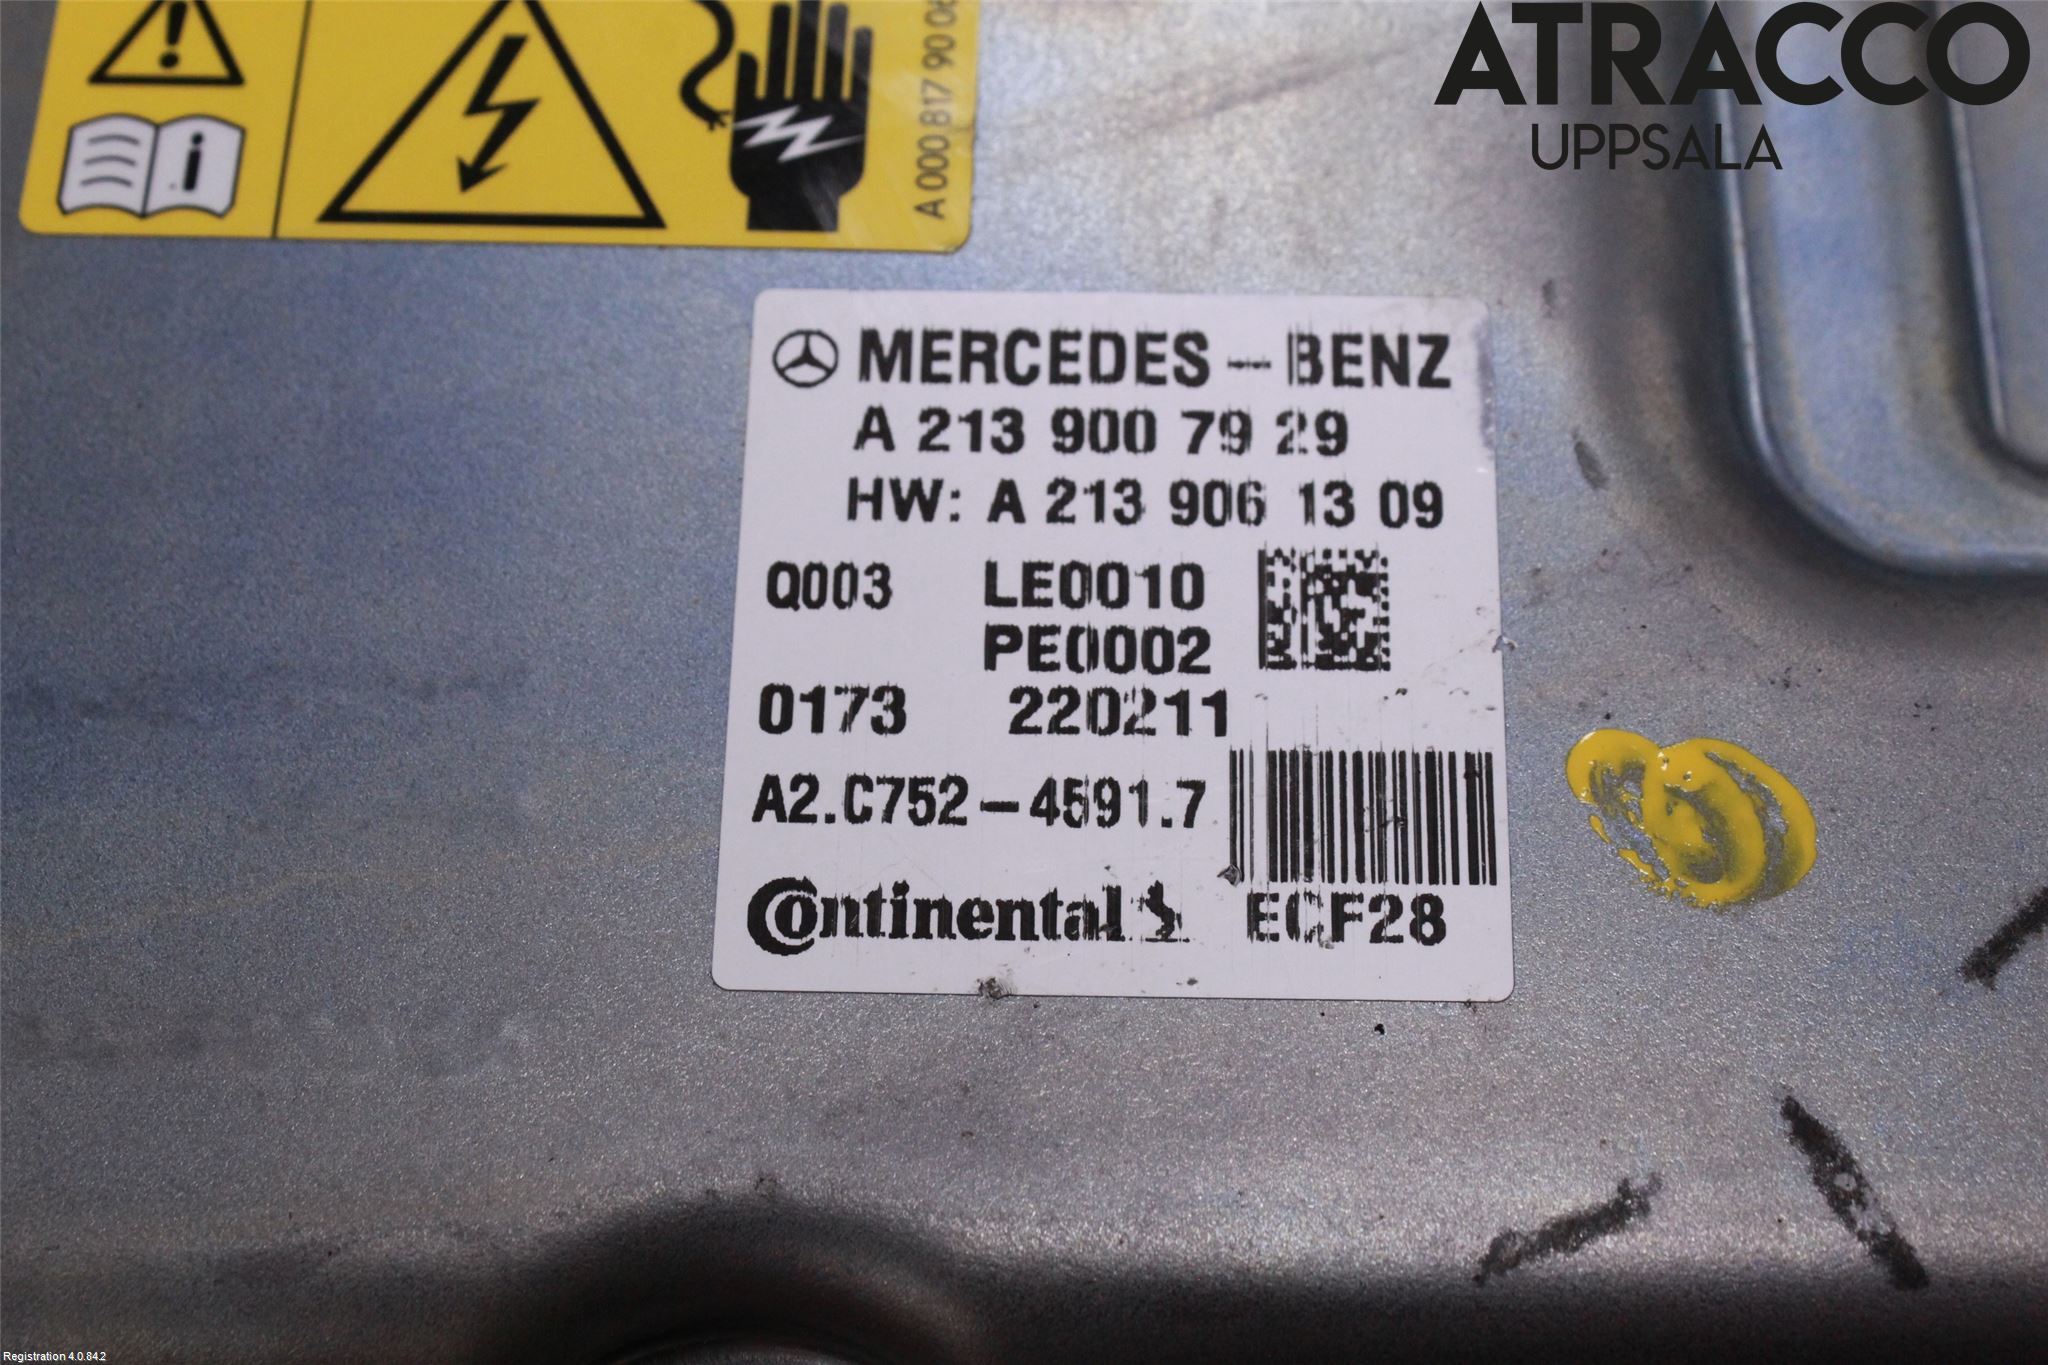 ATRACCO
UPPSALA
A 000 817 90 08
i
MERCEDES-BENZ
A 213 900 79 29
HW: A 213 906 13 09
Q003 LE0010
PE0002
0173 220211
A2.C752-4591.7
Continental ECF28
Registration 4.0.84.2